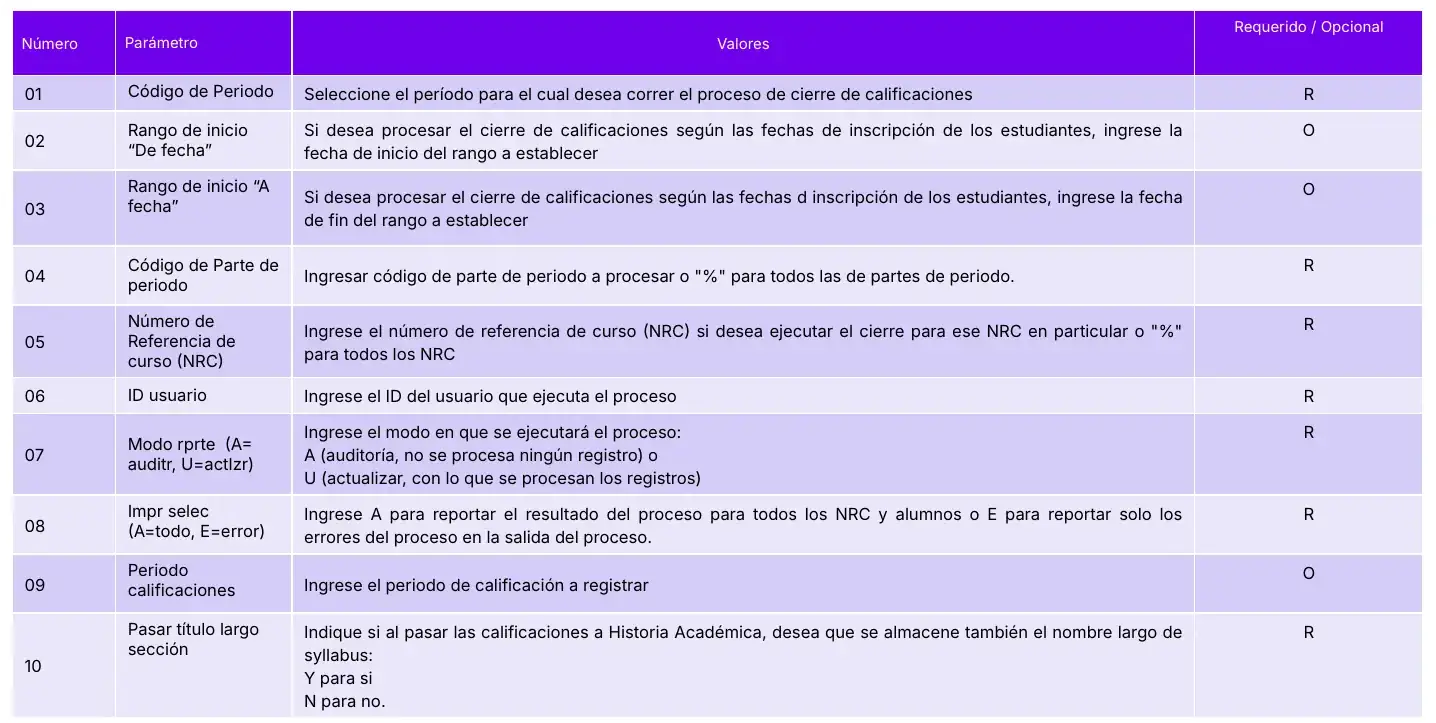 Número
Parámetro
Valores
Requerido / Opcional
01
Código de Periodo
Seleccione el período para el cual desea correr el proceso de cierre de calificaciones
R
02
Rango de inicio
“De fecha”
Si desea procesar el cierre de calificaciones según las fechas de inscripción de los estudiantes, ingrese la
fecha de inicio del rango a establecer
O
03
Rango de inicio “A
fecha”
Si desea procesar el cierre de calificaciones según las fechas d inscripción de los estudiantes, ingrese la fecha
de fin del rango a establecer
O
04
Código de Parte de
periodo
Ingresar código de parte de periodo a procesar o "%" para todos las de partes de periodo.
R
05
Número de
Referencia de
curso (NRC)
Ingrese el número de referencia de curso (NRC) si desea ejecutar el cierre para ese NRC en particular o "%"
para todos los NRC
R
06
ID usuario
Ingrese el ID del usuario que ejecuta el proceso
R
07
Modo rprte (A=
auditr, U=actlzr)
Ingrese el modo en que se ejecutará el proceso:
A (auditoría, no se procesa ningún registro) o
U (actualizar, con lo que se procesan los registros)
R
08
Impr selec
(A=todo, E=error)
Ingrese A para reportar el resultado del proceso para todos los NRC y alumnos o E para reportar solo los
errores del proceso en la salida del proceso.
R
09
Periodo
calificaciones
Ingrese el periodo de calificación a registrar
O
10
Pasar título largo
sección
Indique si al pasar las calificaciones a Historia Académica, desea que se almacene también el nombre largo de
syllabus:
Y para si
N para no.
R